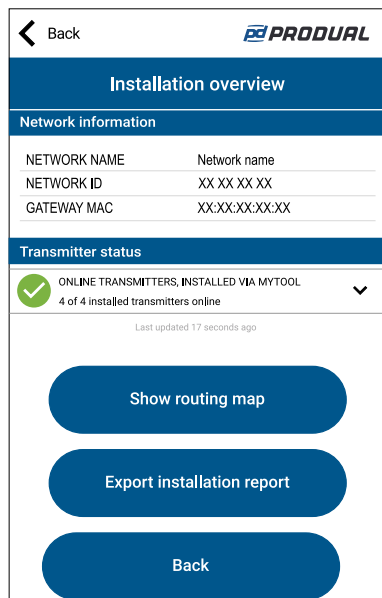 Back
pd PRODUAL
Installation overview
Network information
NETWORK NAME Network name
NETWORK ID XX XX XX XX
GATEWAY MAC XX:XX:XX:XX:XX
Transmitter status
ONLINE TRANSMITTERS, INSTALLED VIA MYTOOL
4 of 4 installed transmitters online
Last updated 17 seconds ago
Show routing map
Export installation report
Back